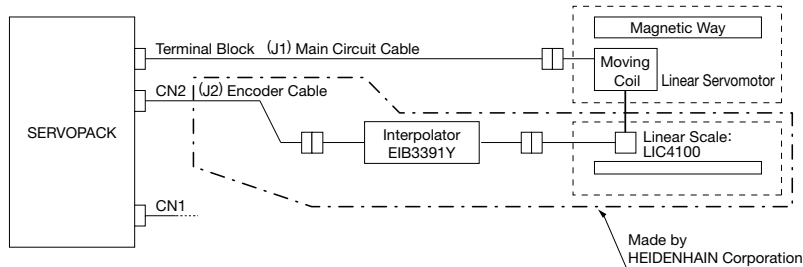 Magnetic Way
Terminal Block (J1) Main Circuit Cable
Moving
Coil
Linear Servomotor
CN2 (J2) Encoder Cable
SERVOPACK
Interpolator
EIB3391Y
Linear Scale:
LIC4100
CN1
Made by
HEIDENHAIN Corporation